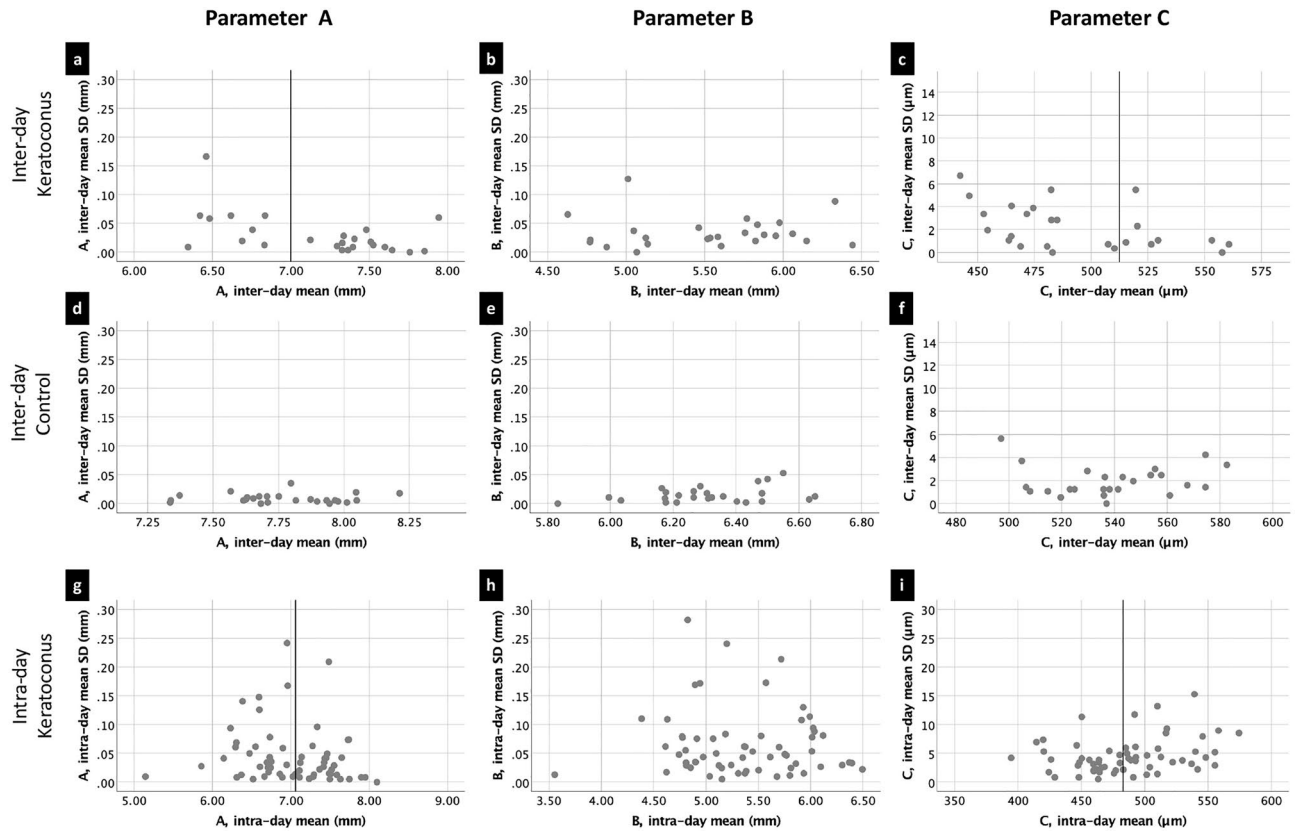 Parameter A
Parameter B
Parameter C
Inter-day
Keratoconus
a
A, inter-day mean SD (mm)
.30
.25
.20
.15
.10
.05
.00
6.00 6.50 7.00 7.50 8.00
A, inter-day mean (mm)
b
B, inter-day mean SD (mm)
.30
.25
.20
.15
.10
.05
.00
4.50 5.00 5.50 6.00 6.50
B, inter-day mean (mm)
c
C, inter-day mean SD (µm)
14
12
10
8
6
4
2
0
450 475 500 525 550 575
C, inter-day mean (µm)
Inter-day
Control
d
A, inter-day mean SD (mm)
.30
.25
.20
.15
.10
.05
.00
7.25 7.50 7.75 8.00 8.25
A, inter-day mean (mm)
e
B, inter-day mean SD (mm)
.30
.25
.20
.15
.10
.05
.00
5.80 6.00 6.20 6.40 6.60 6.80
B, inter-day mean (mm)
f
C, inter-day mean SD (µm)
14
12
10
8
6
4
2
0
480 500 520 540 560 580 600
C, inter-day mean (µm)
Intra-day
Keratoconus
g
A, intra-day mean SD (mm)
.30
.25
.20
.15
.10
.05
.00
5.00 6.00 7.00 8.00 9.00
A, intra-day mean (mm)
h
B, intra-day mean SD (mm)
.30
.25
.20
.15
.10
.05
.00
3.50 4.00 4.50 5.00 5.50 6.00 6.50
B, intra-day mean (mm)
i
C, intra-day mean SD (µm)
30
25
20
15
10
5
0
350 400 450 500 550 600
C, intra-day mean (µm)